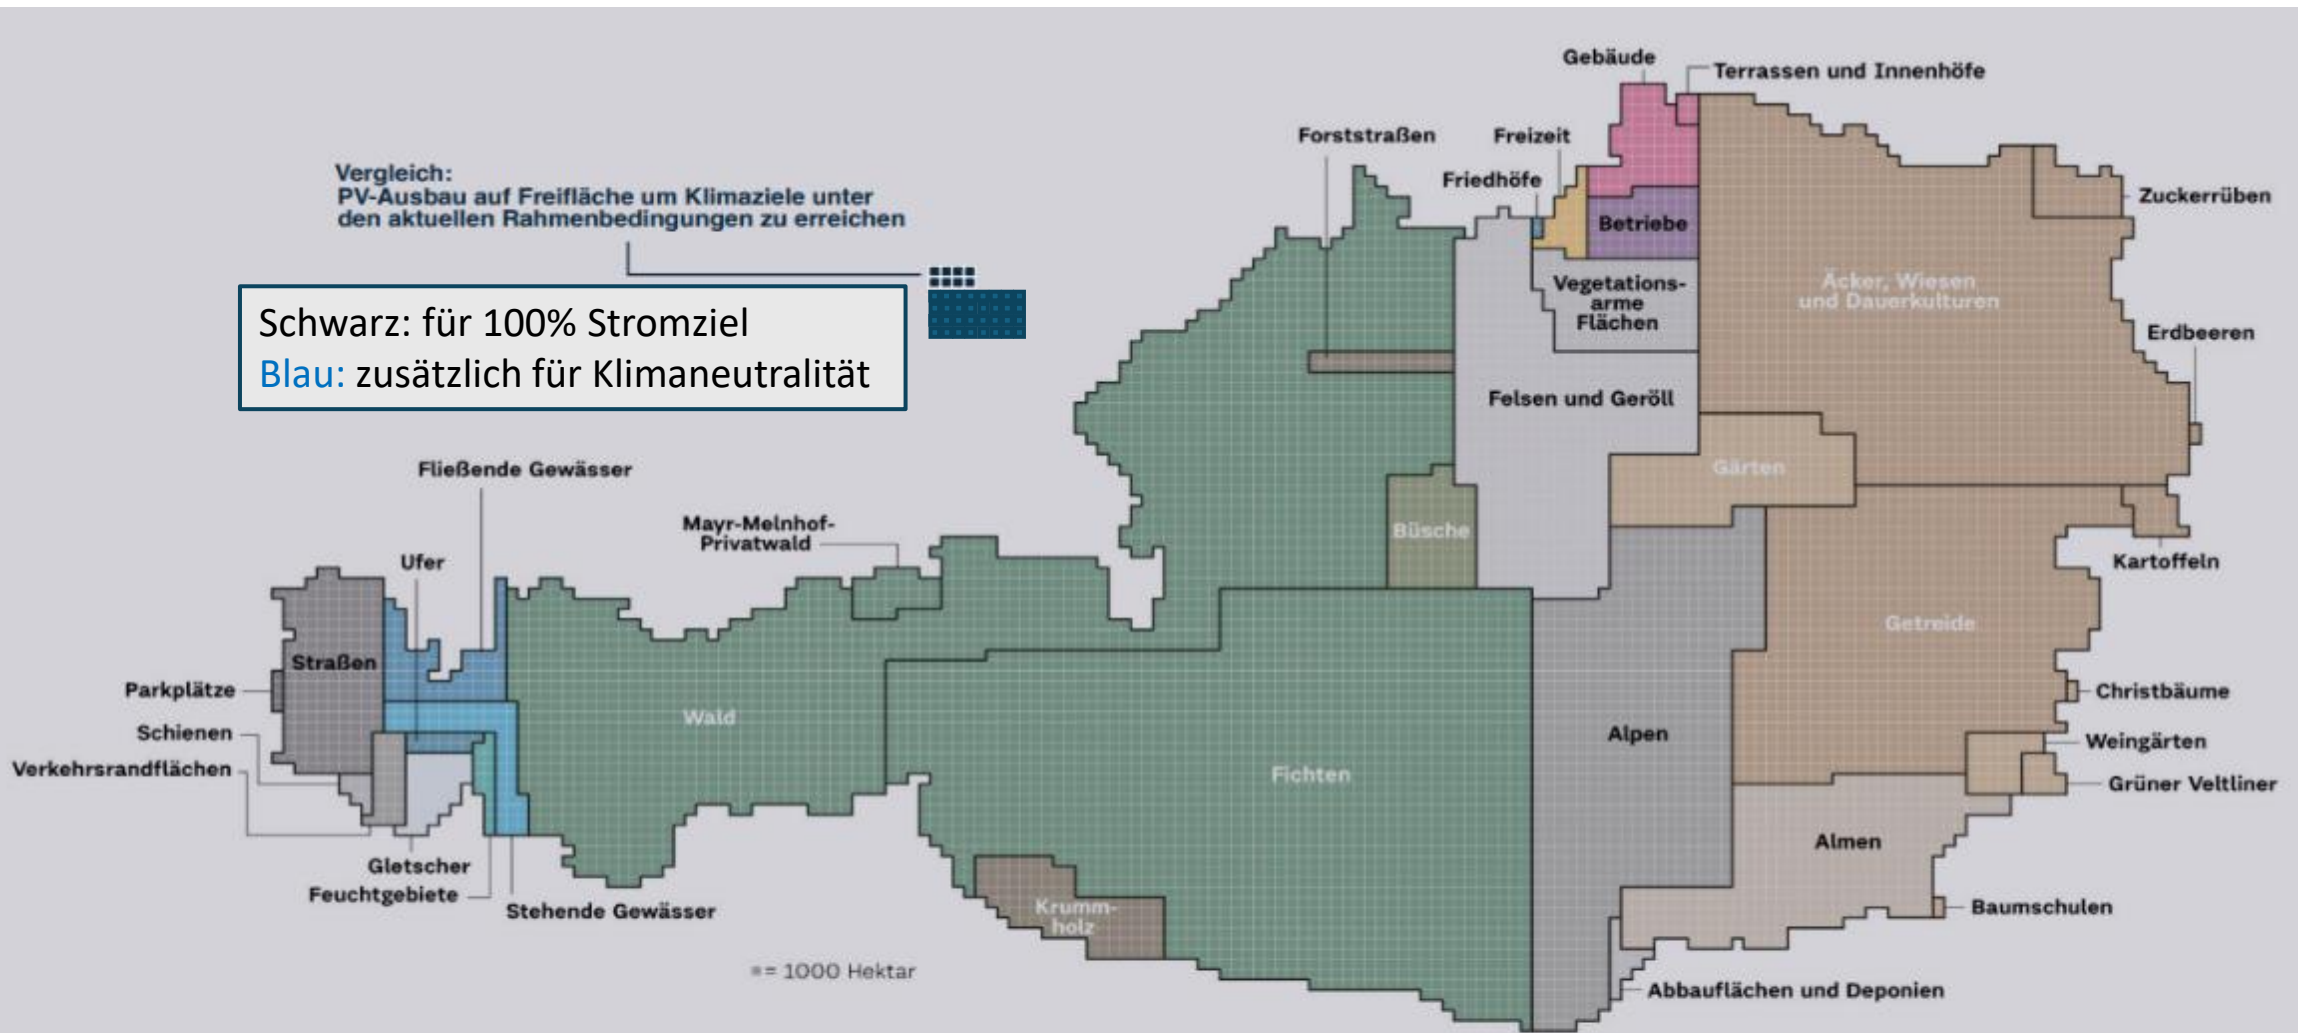 Gebäude
Terrassen und Innenhöfe
Forststraßen
Freizeit
Vergleich:
PV-Ausbau auf Freifläche um Klimaziele unter
den aktuellen Rahmenbedingungen zu erreichen
Friedhöfe
Zuckerrüben
Betriebe
Schwarz: für 100% Stromziel
Blau: zusätzlich für Klimaneutralität
Vegetations-
arme
Flächen
Äcker, Wiesen
und Dauerkulturen
Erdbeeren
Felsen und Geröll
Fließende Gewässer
Gärten
Mayr-Melnhof-
Privatwald
Büsche
Ufer
Kartoffeln
Getreide
Straßen
Parkplätze
Christbäume
Wald
Schienen
Alpen
Weingärten
Verkehrsrandflächen
Fichten
Grüner Veltliner
Almen
Gletscher
Feuchtgebiete
Stehende Gewässer
Krumm-
holz
Baumschulen
= 1000 Hektar
Abbauflächen und Deponien